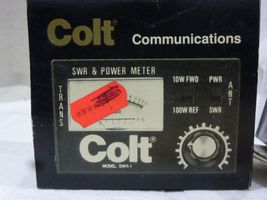 Colt® Communications
SWR & POWER METER
10W FWD PWR
TRANS
ANT
100W REF SWR
Colt®
MODEL SWR-1